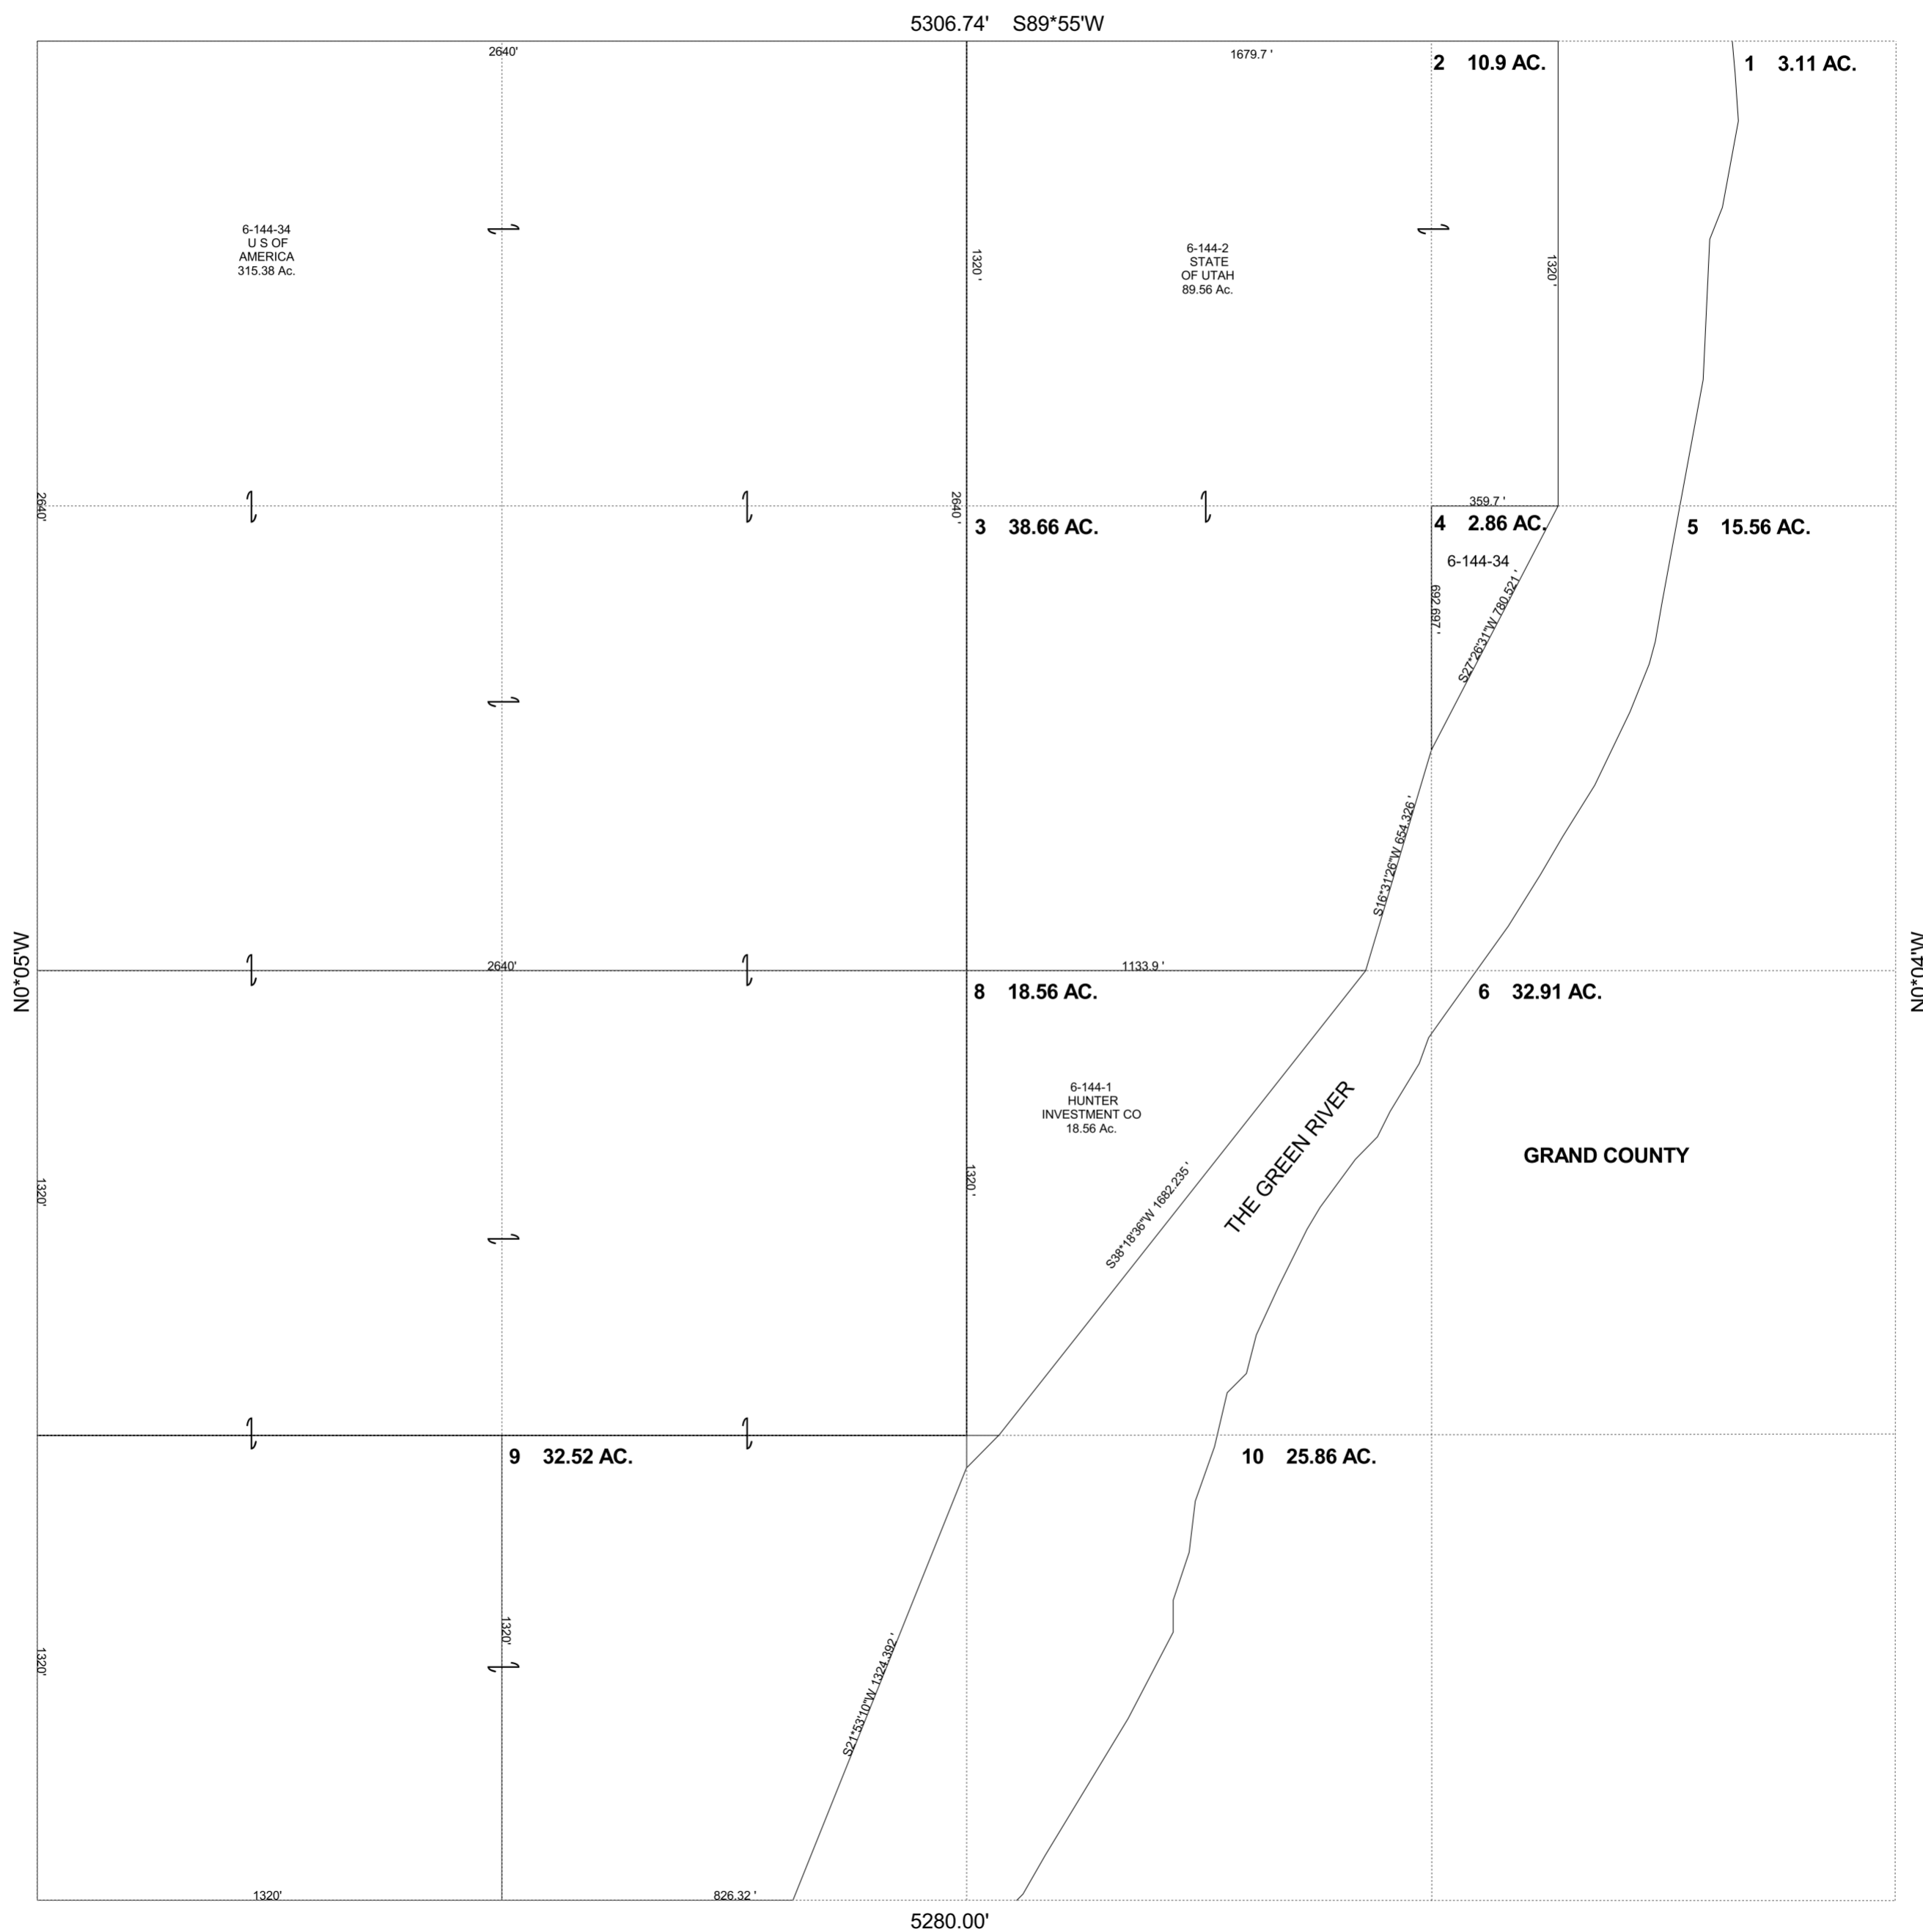 5306.74' S89*55'W
2640'
1679.7 '
2 10.9 AC.
1 3.11 AC.
6-144-34
U S OF
AMERICA
315.38 Ac.
1320 '
6-144-2
STATE
OF UTAH
89.56 Ac.
1320 '
2640'
2640 '
359.7 '
3 38.66 AC.
4 2.86 AC.
5 15.56 AC.
6-144-34
692.697 '
S27*26'31"W 780.521 '
S16*31'26"W 654.326 '
N0*05'W
N0*04'W
2640'
1133.9 '
8 18.56 AC.
6 32.91 AC.
6-144-1
HUNTER
INVESTMENT CO
18.56 Ac.
THE GREEN RIVER
GRAND COUNTY
1320'
1320 '
S38*18'36"W 1682.235 '
9 32.52 AC.
10 25.86 AC.
1320'
1320'
S21*53'10"W 1324.392 '
1320'
826.32 '
5280.00'